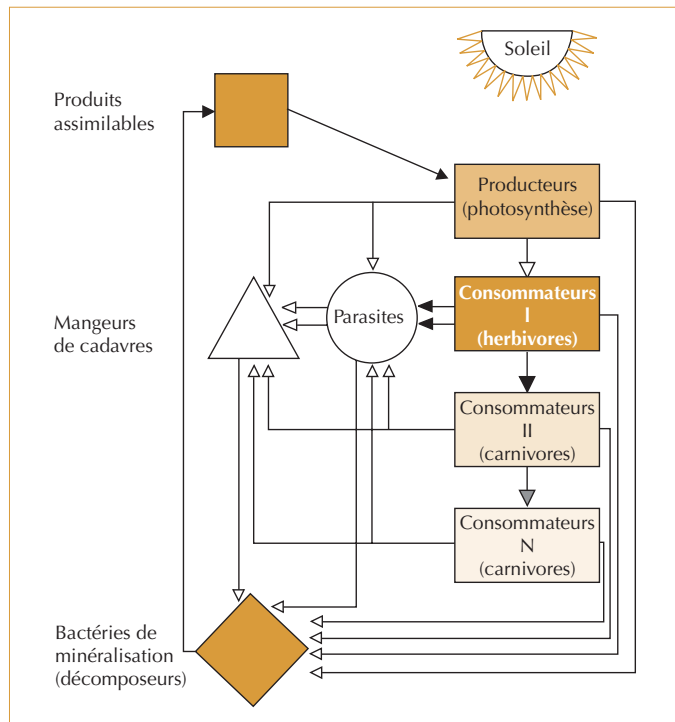 Soleil
Produits
assimilables
Producteurs
(photosynthèse)
Consommateurs
I
(herbivores)
Parasites
Mangeurs
de cadavres
Consommateurs
II
(carnivores)
Consommateurs
N
(carnivores)
Bactéries de
minéralisation
(décomposeurs)